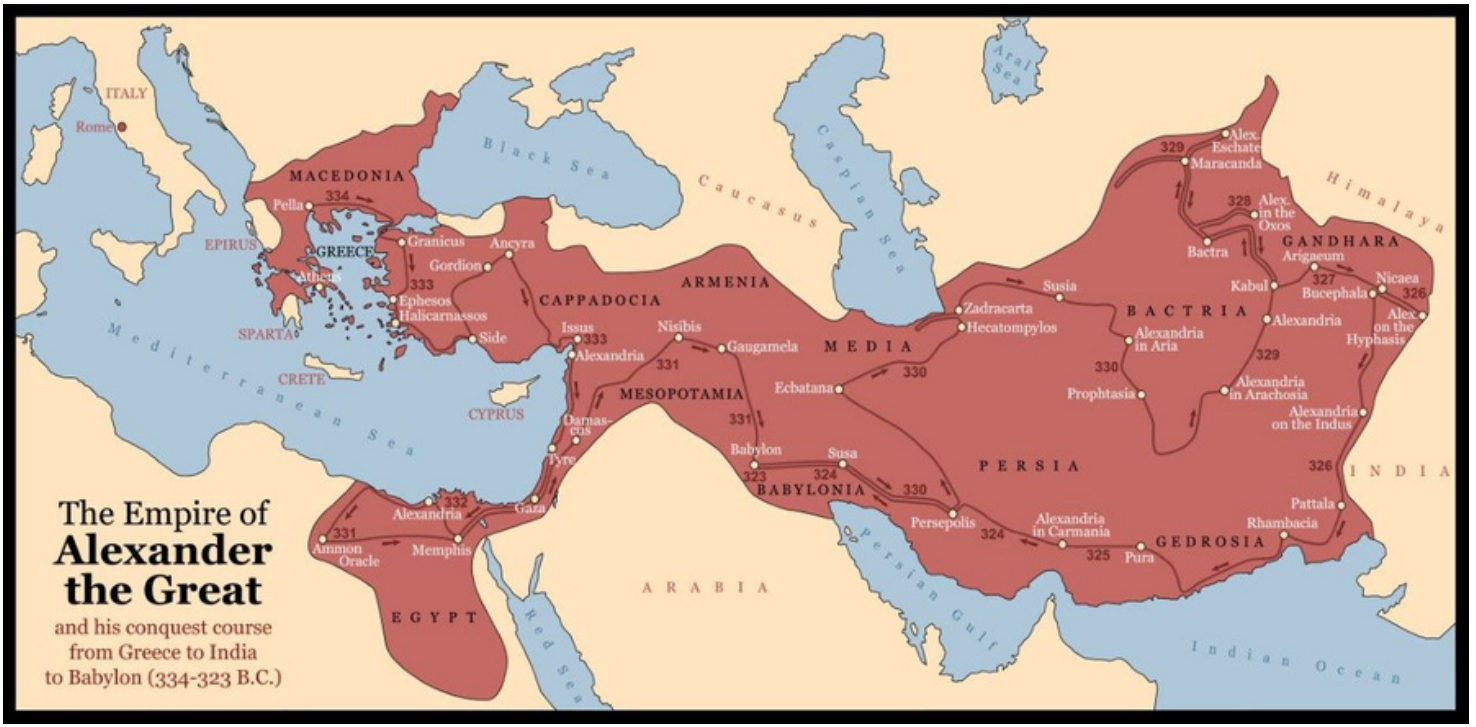 The Empire of
Alexander
the Great
and his conquest course
from Greece to India
to Babylon (334-323 B.C.)
ITALY
Rome
MACEDONIA
334
Pella
EPIRUS
GREECE
Athens
SPARTA
CRETE
Mediterranean Sea
Black Sea
Granicus
Ancyra
Gordion
333
Ephesos
Halicarnassos
Side
CAPPADOCIA
Issus
333
Alexandria
CYPRUS
Damas-
cus
Tyre
Gaza
332
Alexandria
331
Ammon
Oracle
Memphis
EGYPT
Red Sea
ARABIA
Caucasus
ARMENIA
Nisibis
331
Gaugamela
MESOPOTAMIA
331
Babylon
323
BABYLONIA
Susa
324
330
Persepolis
Persian Gulf
Caspian Sea
Aral
Sea
MEDIA
Ecbatana
330
Zadracarta
Hecatompylos
Susia
BACTRIA
Alexandria
in Aria
330
Prophtasia
PERSIA
329
Alexandria
in Arachosia
Alexandria
Kabul
329
Alex.
Eschate
Maracanda
328
Alex.
in the
Oxos
Bactra
Himalaya
GANDHARA
Arigaeum
327
Nicaea
Bucephala
326
Alex.
on the
Hyphasis
Alexandria
on the Indus
326
INDIA
Pattala
Rhambacia
GEDROSIA
Pura
325
Alexandria
in Carmania
324
Indian Ocean